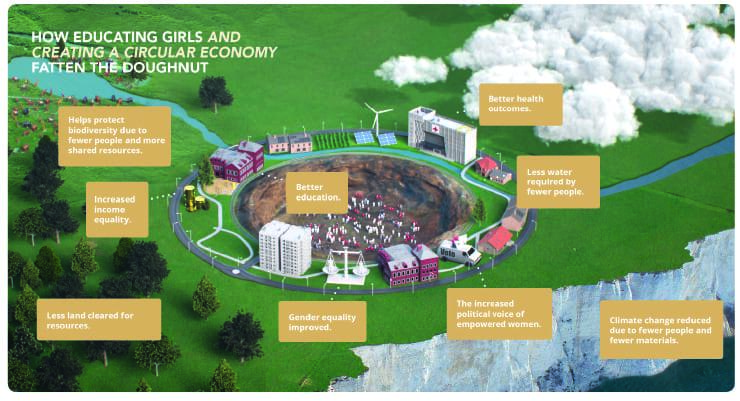 HOW EDUCATING GIRLS AND
CREATING A CIRCULAR ECONOMY
FATTEN THE DOUGHNUT
Better health
outcomes.
Helps protect
biodiversity due to
fewer people and more
shared resources.
Less water
required by
fewer people.
Better
education.
Increased
income
equality.
Vote
Less land cleared for
resources.
Gender equality
improved.
The increased
political voice of
empowered women.
Climate change reduced
due to fewer people and
fewer materials.